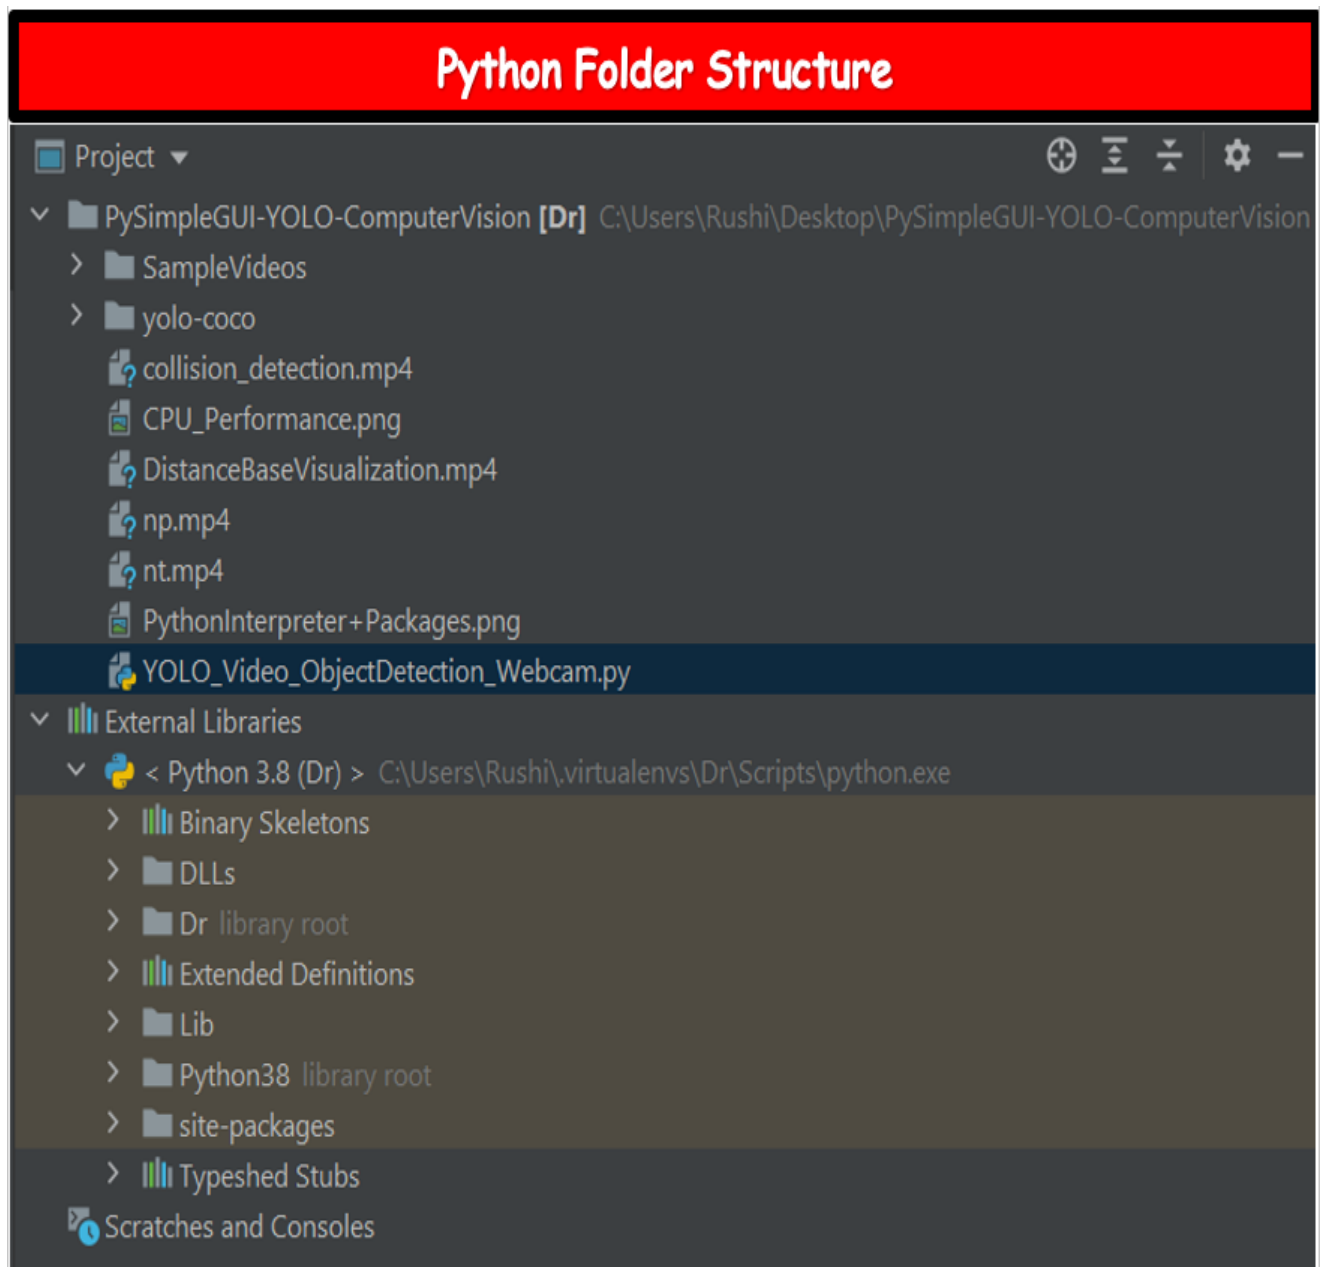 Python Folder Structure
Project
PySimpleGUI-YOLO-ComputerVision [Dr] C:\Users\Rushi\Desktop\PySimpleGUI-YOLO-ComputerVision
SampleVideos
yolo-coco
collision_detection.mp4
CPU_Performance.png
DistanceBaseVisualization.mp4
np.mp4
nt.mp4
PythonInterpreter+Packages.png
YOLO_Video_ObjectDetection_Webcam.py
External Libraries
< Python 3.8 (Dr) > C:\Users\Rushi\.virtualenvs\Dr\Scripts\python.exe
Binary Skeletons
DLLs
Dr library root
Extended Definitions
Lib
Python38 library root
site-packages
Typeshed Stubs
Scratches and Consoles